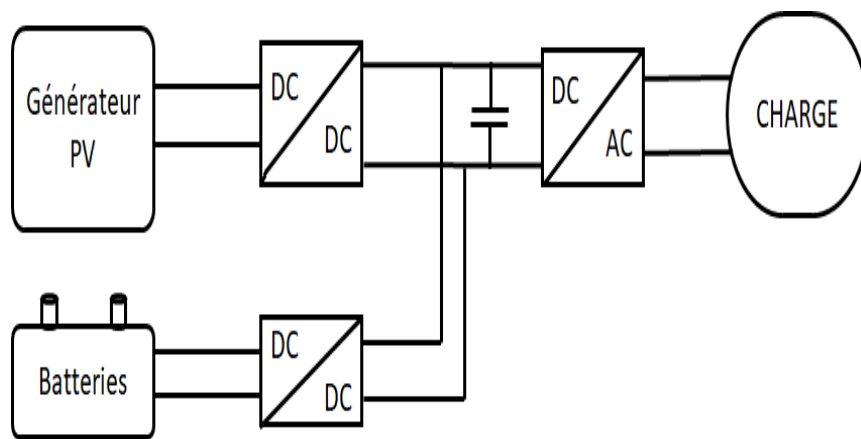 Générateur
PV
DC
DC
DC
AC
CHARGE
Batteries
DC
DC